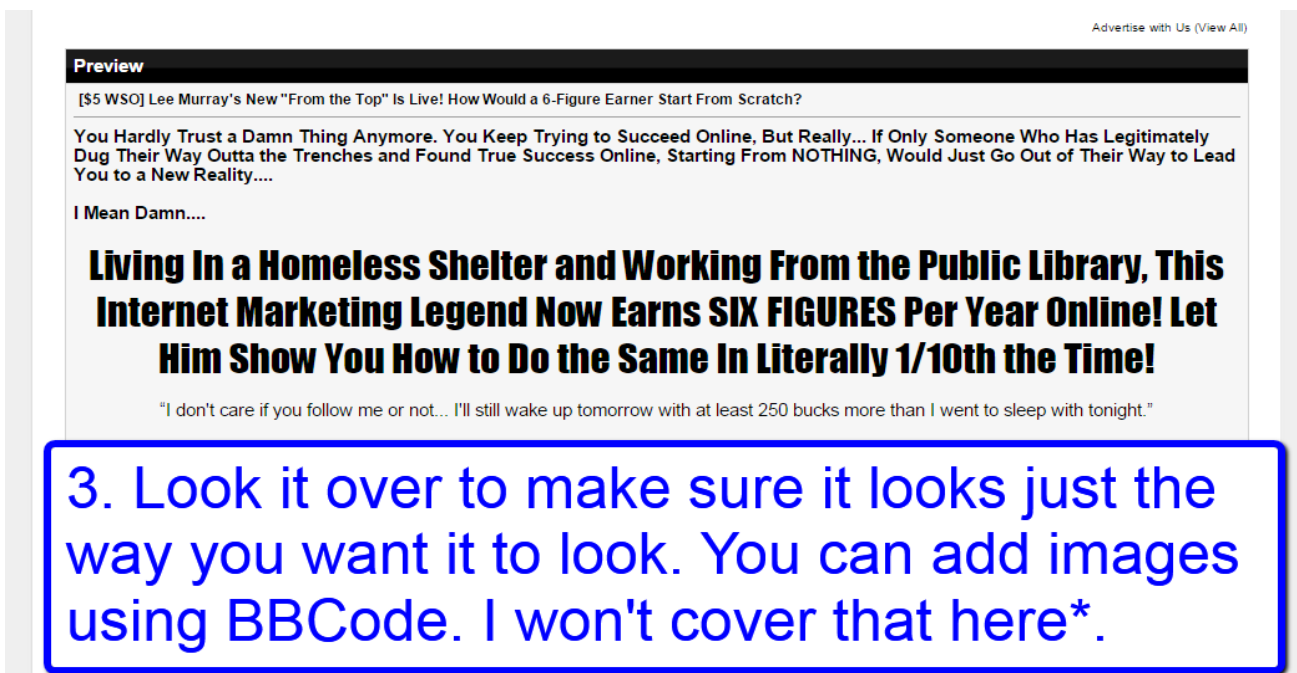 Advertise with Us (View All)
Preview
[$5 WSO] Lee Murray's New "From the Top" Is Live! How Would a 6-Figure Earner Start From Scratch?
You Hardly Trust a Damn Thing Anymore. You Keep Trying to Succeed Online, But Really... If Only Someone Who Has Legitimately
Dug Their Way Outta the Trenches and Found True Success Online, Starting From NOTHING, Would Just Go Out of Their Way to Lead
You to a New Reality....
I Mean Damn....
Living In a Homeless Shelter and Working From the Public Library, This
Internet Marketing Legend Now Earns SIX FIGURES Per Year Online! Let
Him Show You How to Do the Same In Literally 1/10th the Time!
“I don't care if you follow me or not... I'll still wake up tomorrow with at least 250 bucks more than I went to sleep with tonight.”
3. Look it over to make sure it looks just the
way you want it to look. You can add images
using BBCode. I won't cover that here*.